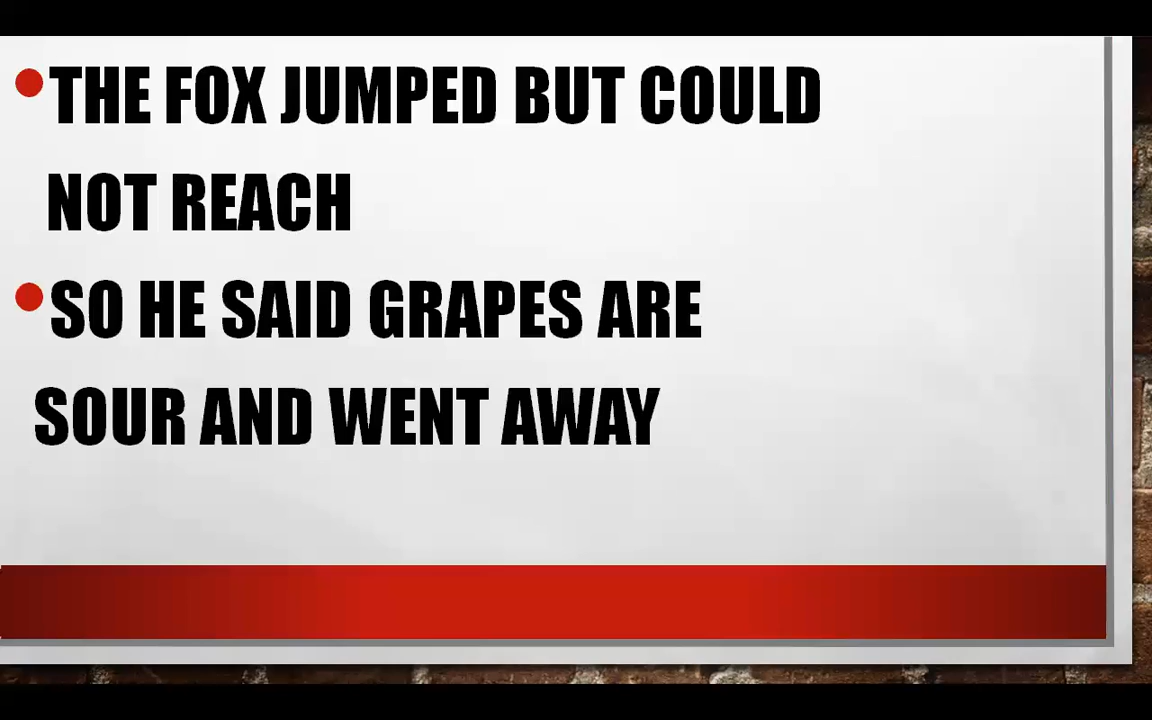 •THE FOX JUMPED BUT COULD
NOT REACH
•SO HE SAID GRAPES ARE
SOUR AND WENT AWAY